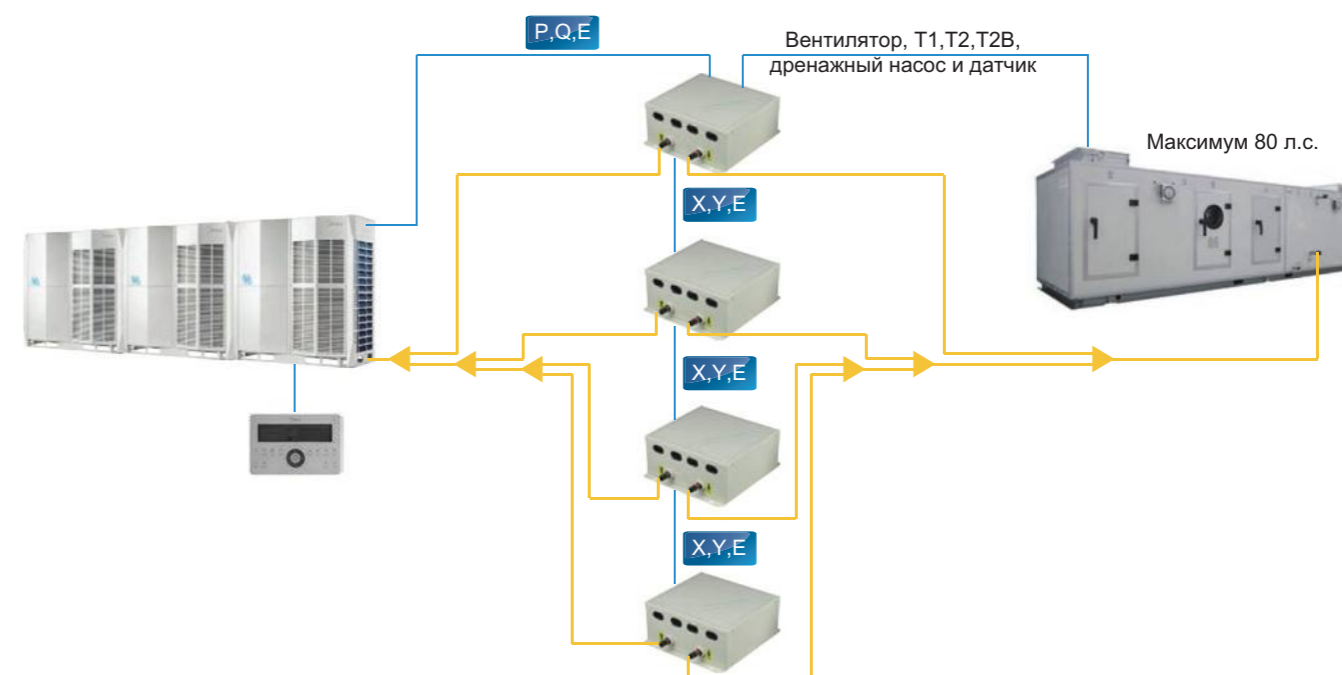 P,Q,E
Вентилятор, T1,T2,T2B,
дренажный насос и датчик
Максимум 80 л.с.
X,Y,E
X,Y,E
X,Y,E